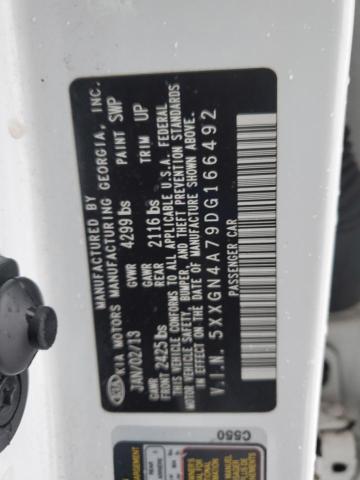 MANUFACTURED BY
KIA MOTORS MANUFACTURING GEORGIA, INC.
JAN/02/13 GVWR 4299 lbs PAINT SWP
GAWR FRONT 2425 lbs GAWR REAR 2116 lbs TRIM UP
THIS VEHICLE CONFORMS TO ALL APPLICABLE U.S.A. FEDERAL
MOTOR VEHICLE SAFETY, BUMPER, AND THEFT PREVENTION STANDARDS
IN EFFECT ON THE DATE OF MANUFACTURE SHOWN ABOVE.
V.I.N. 5XXGN4A79DG166492
PASSENGER CAR
C550
KIA